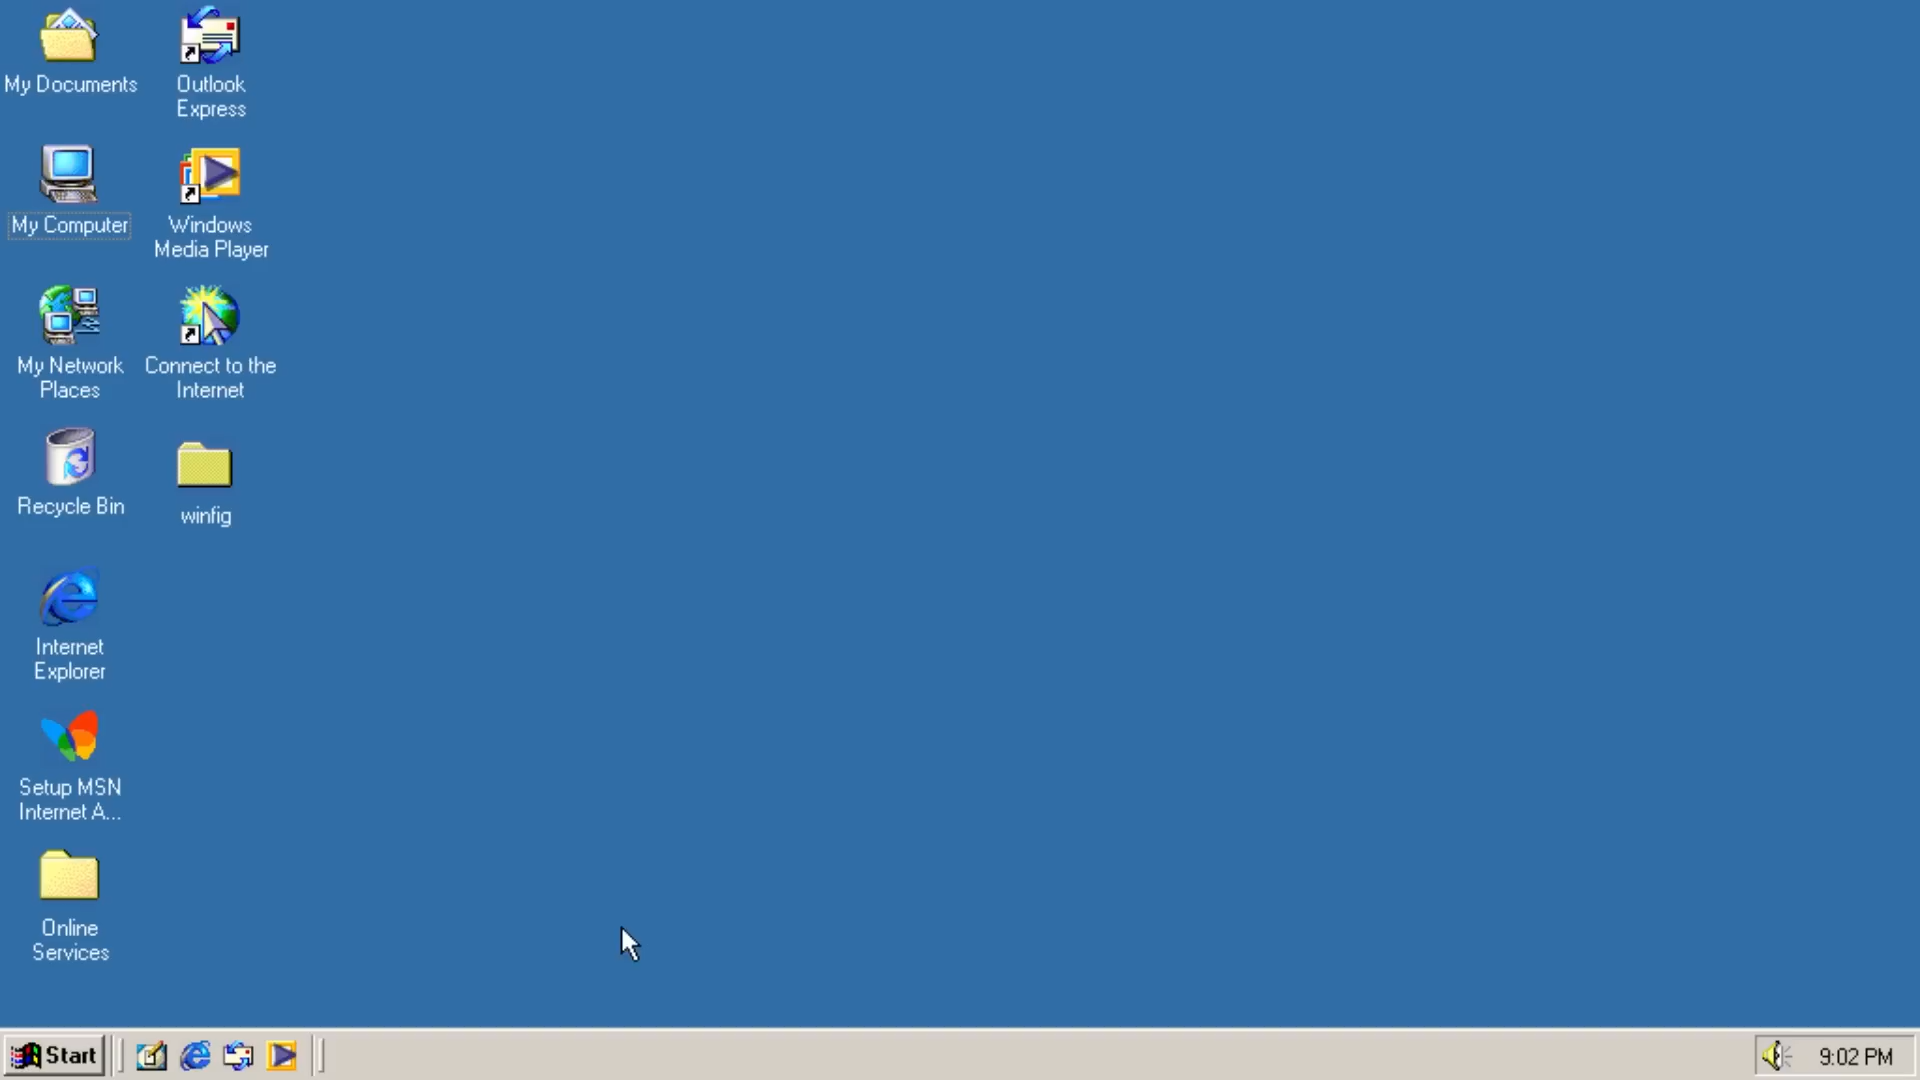 My Documents
Outlook
Express
My Computer
Windows
Media Player
My Network
Places
Connect to the
Internet
Recycle Bin
winfig
Internet
Explorer
Setup MSN
Internet A...
Online
Services
Start
9:02 PM